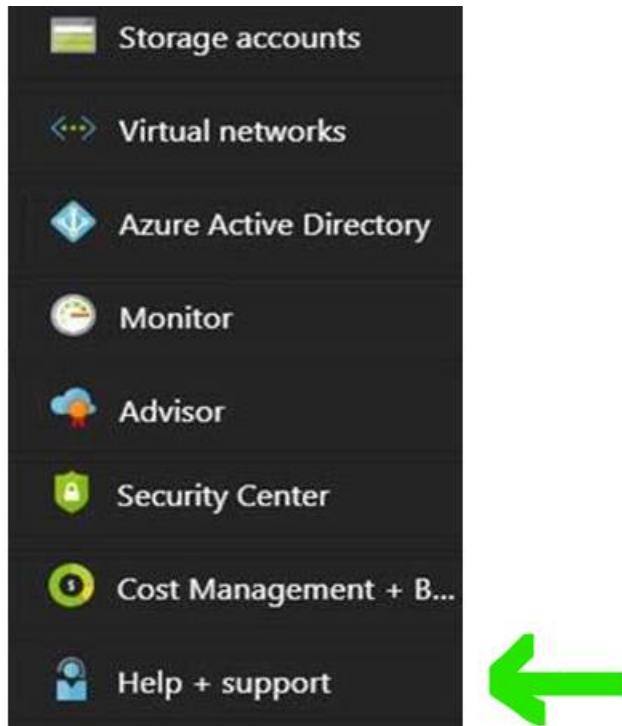 Storage accounts
Virtual networks
Azure Active Directory
Monitor
Advisor
Security Center
Cost Management + B...
Help + support